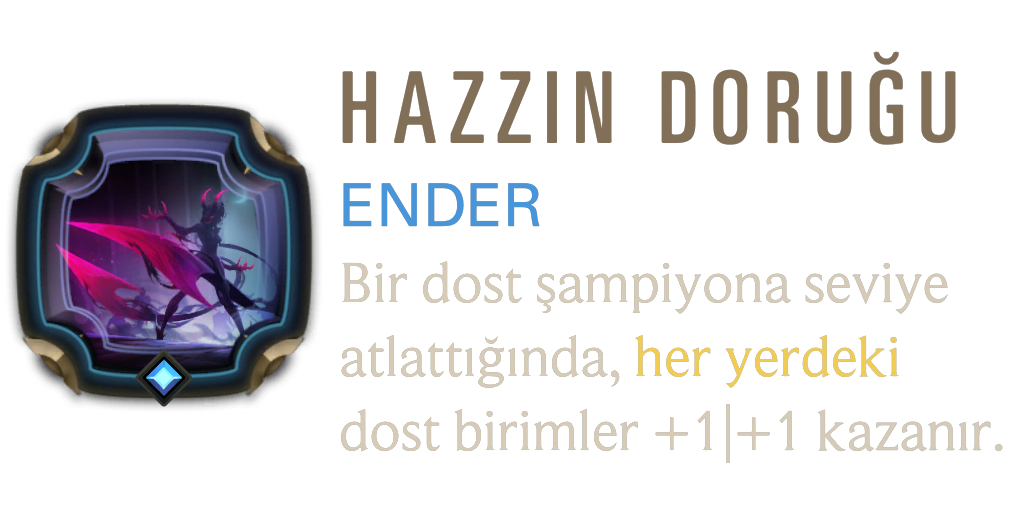 HAZZIN DORUĞU
ENDER
Bir dost şampiyona seviye
atlattığında, her yerdeki
dost birimler +1|+1 kazanır.